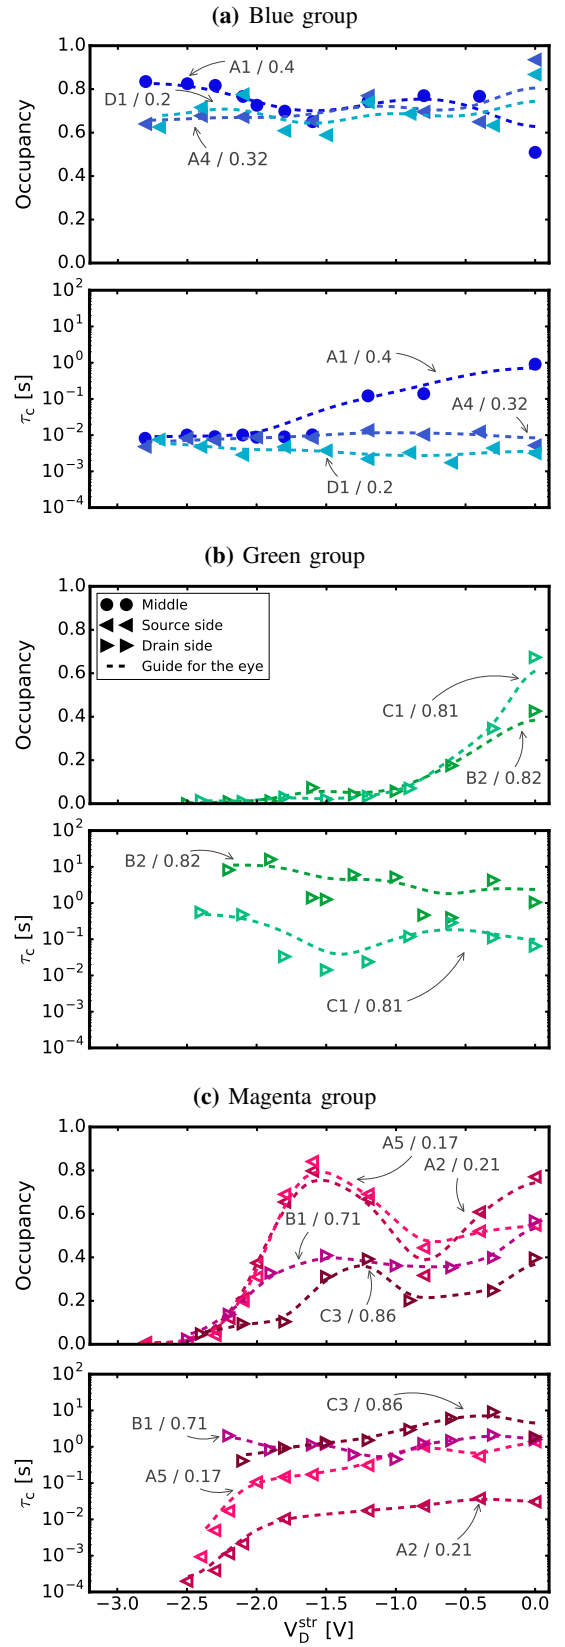 (a) Blue group
1.0
0.8
0.6
0.4
0.2
0.0
Occupancy
A1 / 0.4
D1 / 0.2
A4 / 0.32
10^2
10^1
10^0
10^-1
10^-2
10^-3
10^-4
τc [s]
A1 / 0.4
A4 / 0.32
D1 / 0.2
(b) Green group
1.0
0.8
0.6
0.4
0.2
0.0
Occupancy
Middle
Source side
Drain side
Guide for the eye
C1 / 0.81
B2 / 0.82
10^2
10^1
10^0
10^-1
10^-2
10^-3
10^-4
τc [s]
B2 / 0.82
C1 / 0.81
(c) Magenta group
1.0
0.8
0.6
0.4
0.2
0.0
Occupancy
A5 / 0.17
A2 / 0.21
B1 / 0.71
C3 / 0.86
10^2
10^1
10^0
10^-1
10^-2
10^-3
10^-4
τc [s]
C3 / 0.86
B1 / 0.71
A5 / 0.17
A2 / 0.21
−3.0 −2.5 −2.0 −1.5 −1.0 −0.5 0.0
V_D^str [V]